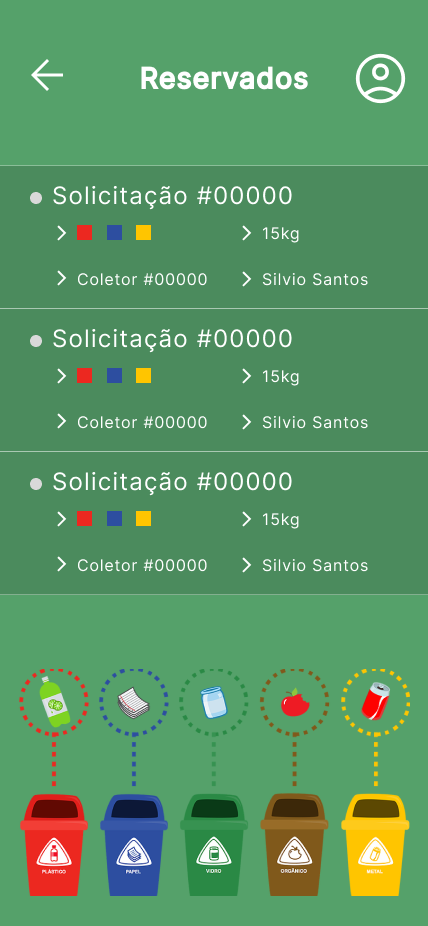 Reservados
Solicitação #00000
15kg
Coletor #00000
Silvio Santos
Solicitação #00000
15kg
Coletor #00000
Silvio Santos
Solicitação #00000
15kg
Coletor #00000
Silvio Santos
PLÁSTICO
PAPEL
VIDRO
ORGÂNICO
METAL